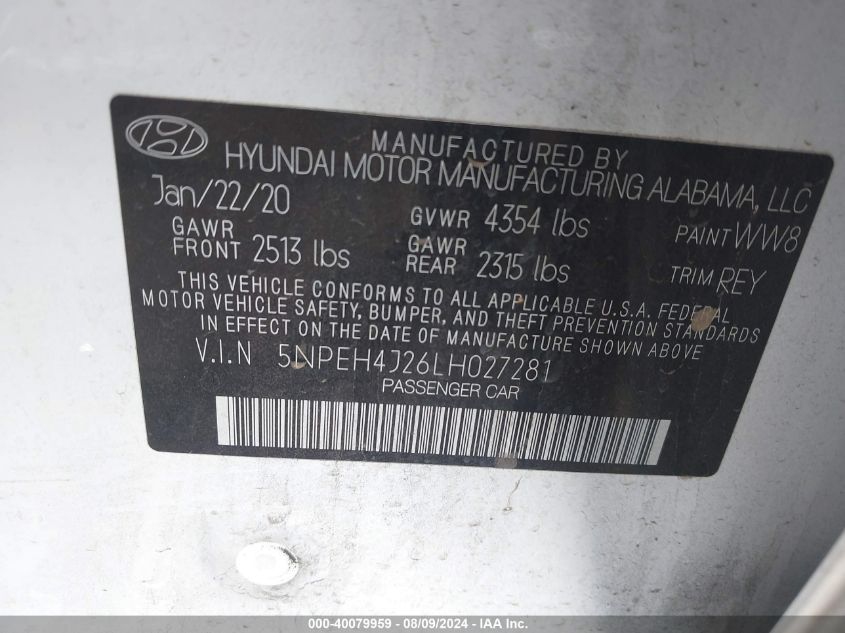 MANUFACTURED BY
HYUNDAI MOTOR MANUFACTURING ALABAMA, LLC
Jan/22/20 GVWR 4354 lbs PAINT WW8
GAWR FRONT 2513 lbs GAWR REAR 2315 lbs TRIM REY
THIS VEHICLE CONFORMS TO ALL APPLICABLE U.S.A. FEDERAL
MOTOR VEHICLE SAFETY, BUMPER, AND THEFT PREVENTION STANDARDS
IN EFFECT ON THE DATE OF MANUFACTURE SHOWN ABOVE
V.I.N 5NPEH4J26LH027281
PASSENGER CAR
000-40079959 - 08/09/2024 - IAA Inc.